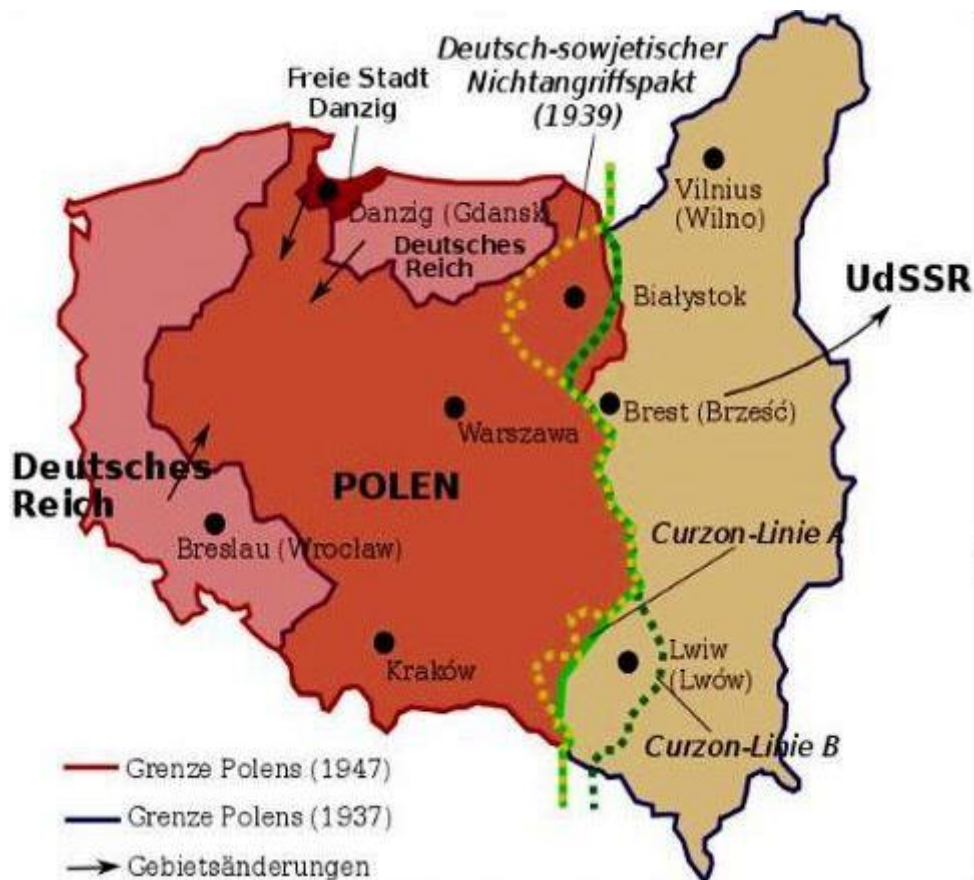 Deutsch-sowjetischer
Nichtangriffspakt
(1939)
Freie Stadt
Danzig
Vilnius
(Wilno)
Danzig (Gdansk)
Deutsches
Reich
UdSSR
Białystok
Brest (Brześć)
Warszawa
Deutsches
Reich
POLEN
Breslau (Wrocław)
Curzon-Linie A
Kraków
Lwiw
(Lwów)
Curzon-Linie B
Grenze Polens (1947)
Grenze Polens (1937)
Gebietsänderungen